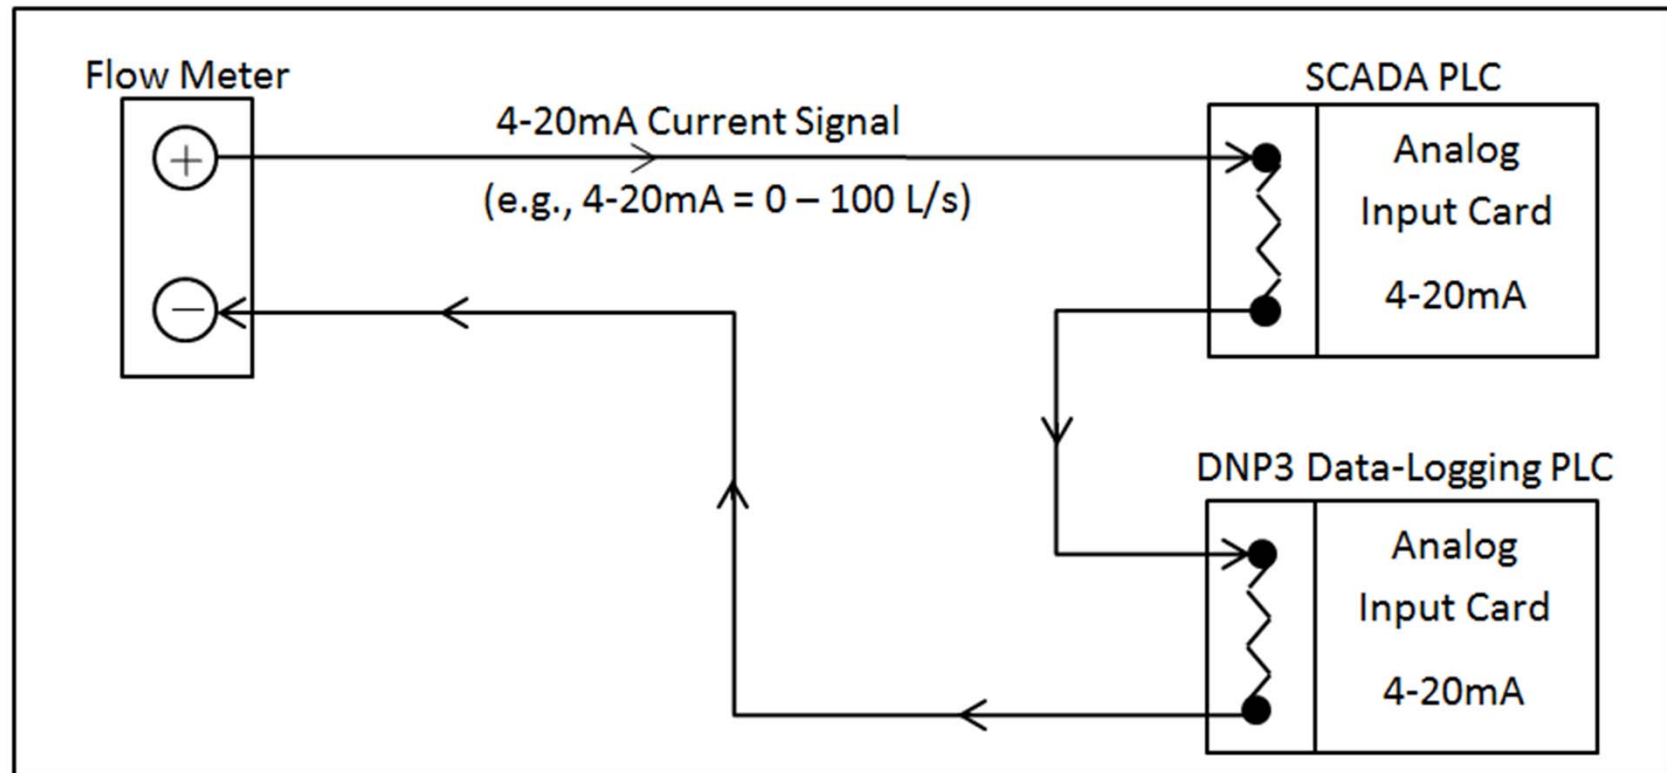 Flow Meter
+
−
4-20mA Current Signal
(e.g., 4-20mA = 0 – 100 L/s)
SCADA PLC
Analog
Input Card
4-20mA
DNP3 Data-Logging PLC
Analog
Input Card
4-20mA